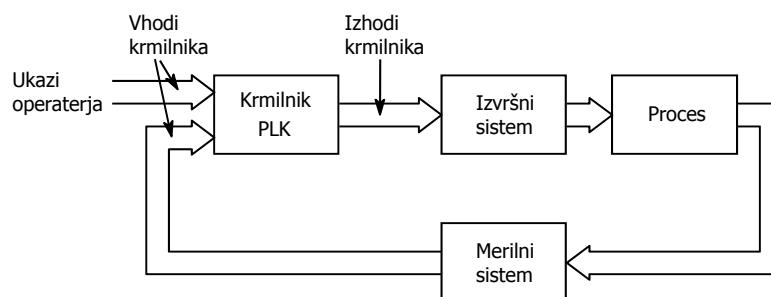 Vhodi
krmilnika
Izhodi
krmilnika
Ukazi
operaterja
Krmilnik
PLK
Izvršni
sistem
Proces
Merilni
sistem